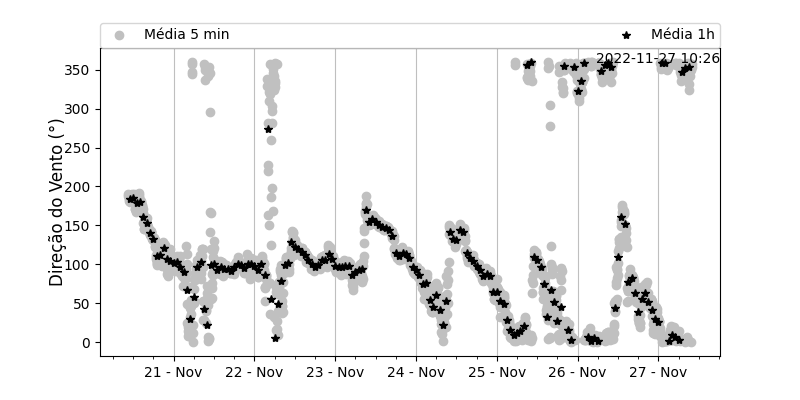 Média 5 min
Média 1h
2022-11-27 10:26
Direção do Vento (°)
350
300
250
200
150
100
50
0
21 - Nov
22 - Nov
23 - Nov
24 - Nov
25 - Nov
26 - Nov
27 - Nov